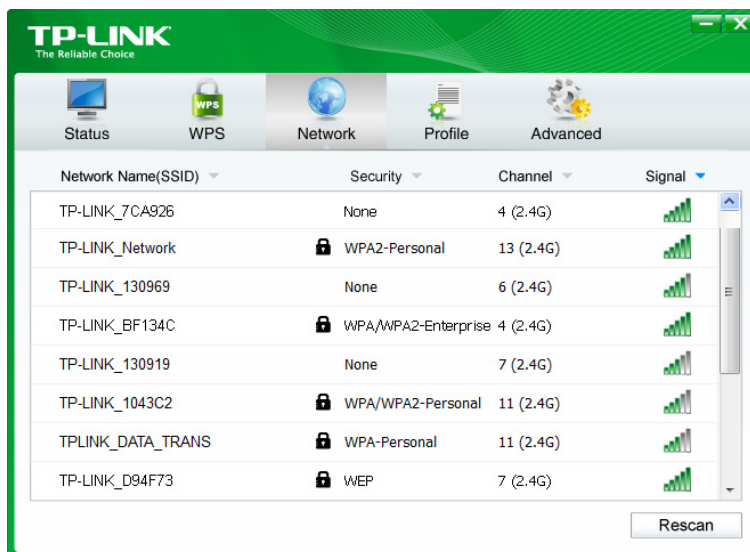 TP-LINK
The Reliable Choice
WPS
Status WPS Network Profile Advanced
Network Name(SSID) Security Channel Signal
TP-LINK_7CA926 None 4 (2.4G)
TP-LINK_Network WPA2-Personal 13 (2.4G)
TP-LINK_130969 None 6 (2.4G)
TP-LINK_BF134C WPA/WPA2-Enterprise 4 (2.4G)
TP-LINK_130919 None 7 (2.4G)
TP-LINK_1043C2 WPA/WPA2-Personal 11 (2.4G)
TPLINK_DATA_TRANS WPA-Personal 11 (2.4G)
TP-LINK_D94F73 WEP 7 (2.4G)
Rescan